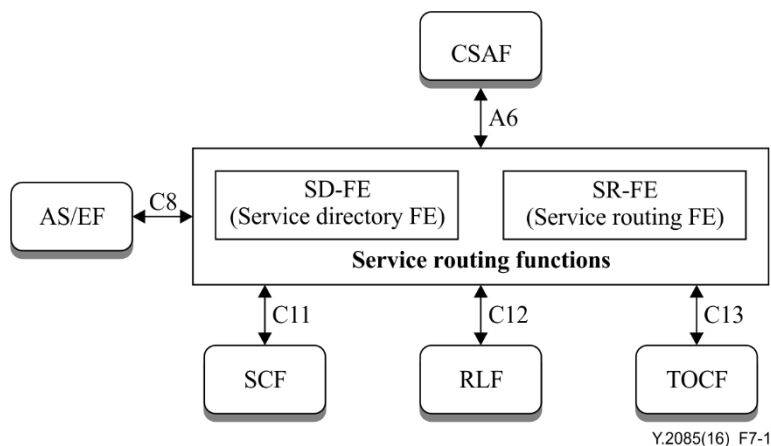 CSAF
A6
SD-FE
(Service directory FE)
SR-FE
(Service routing FE)
AS/EF
C8
Service routing functions
C11
C12
C13
SCF
RLF
TOCF
Y.2085(16)_F7-1